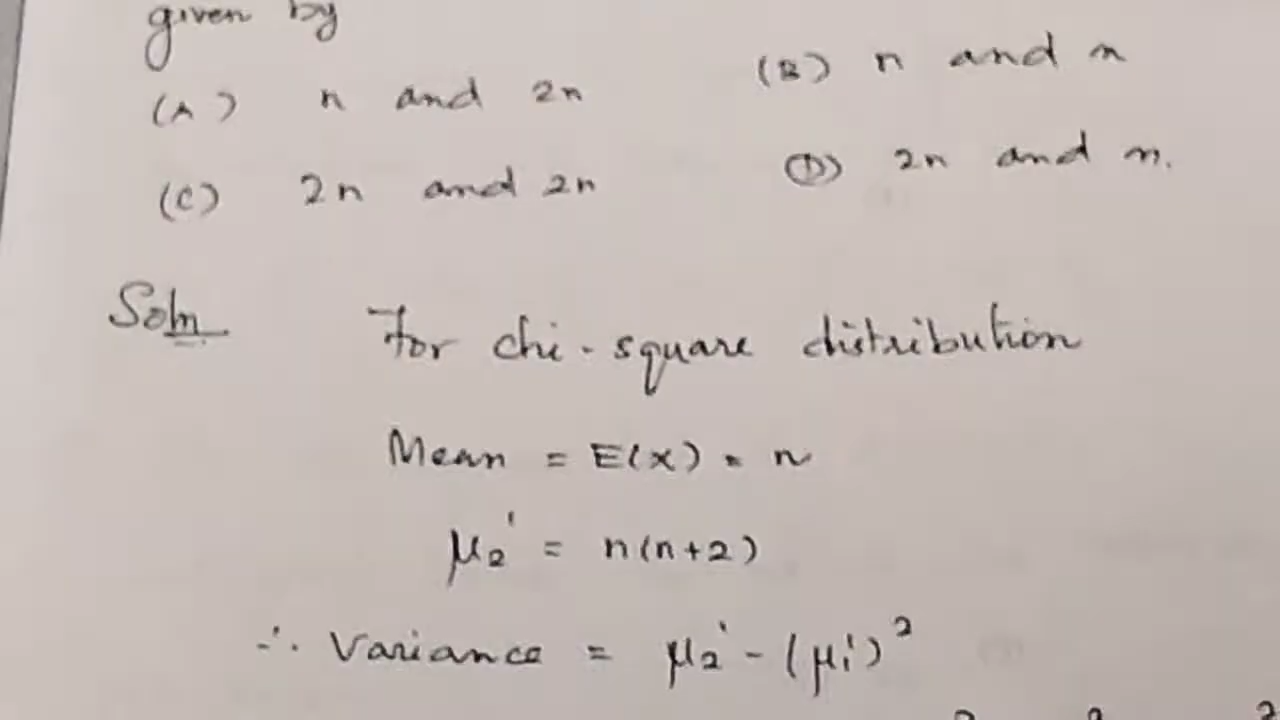 given by
(A) n and 2n (B) n and n
(C) 2n and 2n (D) 2n and n.
Soln For chi-square distribution
Mean = E(x) = n
μ₂' = n(n+2)
∴ Variance = μ₂' - (μ₁')²